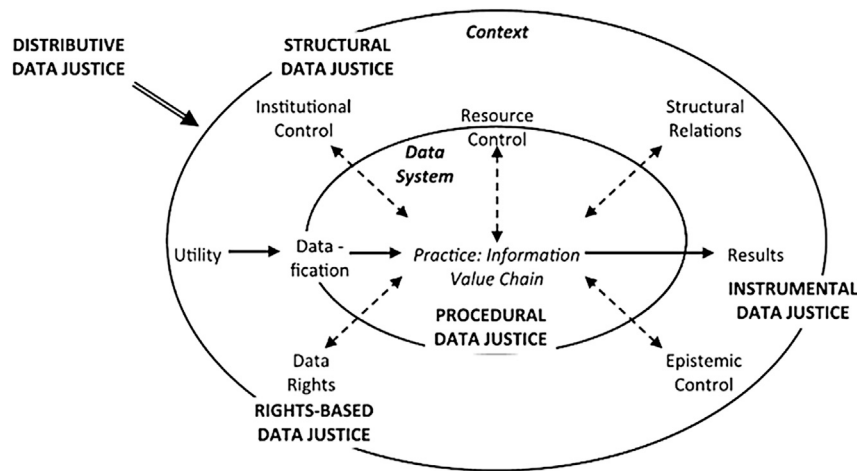 DISTRIBUTIVE
DATA JUSTICE
STRUCTURAL
DATA JUSTICE
Context
Institutional
Control
Resource
Control
Structural
Relations
Data
System
Utility
Data -
fication
Practice: Information
Value Chain
Results
INSTRUMENTAL
DATA JUSTICE
PROCEDURAL
DATA JUSTICE
Data
Rights
RIGHTS-BASED
DATA JUSTICE
Epistemic
Control